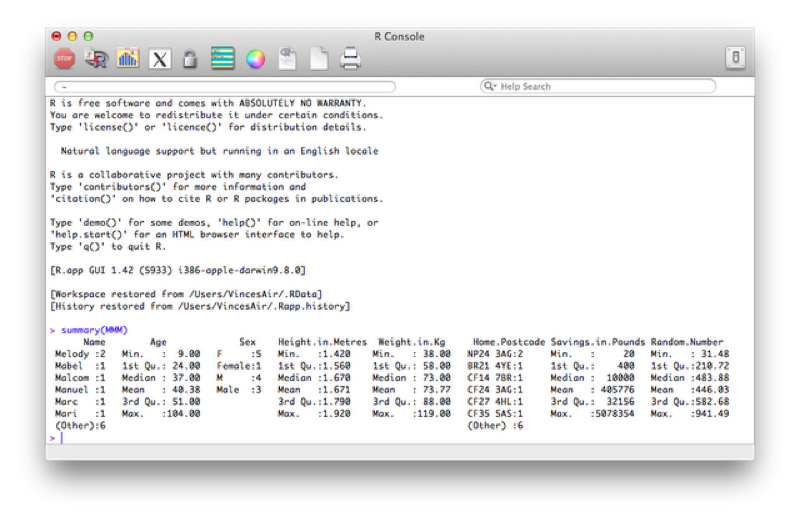 R Console
STOP R X
~ Help Search
R is free software and comes with ABSOLUTELY NO WARRANTY.
You are welcome to redistribute it under certain conditions.
Type 'license()' or 'licence()' for distribution details.
Natural language support but running in an English locale
R is a collaborative project with many contributors.
Type 'contributors()' for more information and
'citation()' on how to cite R or R packages in publications.
Type 'demo()' for some demos, 'help()' for on-line help, or
'help.start()' for an HTML browser interface to help.
Type 'q()' to quit R.
[R.app GUI 1.42 (5933) i386-apple-darwin9.8.0]
[Workspace restored from /Users/VincesAir/.RData]
[History restored from /Users/VincesAir/.Rapp.history]
> summary(MMM)
Name Age Sex Height.in.Metres Weight.in.Kg Home.Postcode Savings.in.Pounds Random.Number
Melody :2 Min. : 9.00 F :5 Min. :1.420 Min. : 38.00 NP24 3AG:2 Min. : 20 Min. : 31.48
Mabel :1 1st Qu.: 24.00 Female:1 1st Qu.:1.560 1st Qu.: 58.00 BR21 4YE:1 1st Qu.: 400 1st Qu.:210.72
Malcom :1 Median : 37.00 M :4 Median :1.670 Median : 73.00 CF14 7BR:1 Median : 10000 Median :483.88
Manuel :1 Mean : 40.38 Male :3 Mean :1.671 Mean : 73.77 CF24 3AG:1 Mean : 405776 Mean :446.03
Marc :1 3rd Qu.: 51.00 3rd Qu.:1.790 3rd Qu.: 88.00 CF27 4HL:1 3rd Qu.: 32156 3rd Qu.:582.68
Mari :1 Max. :104.00 Max. :1.920 Max. :119.00 CF35 5AS:1 Max. :5078354 Max. :941.49
(Other):6 (Other) :6
>